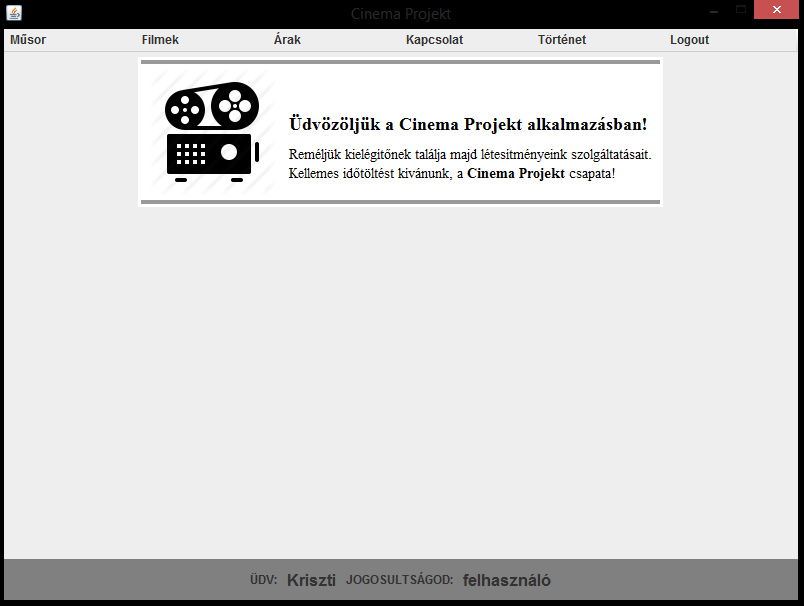 Cinema Projekt
Műsor Filmek Árak Kapcsolat Történet Logout
Üdvözöljük a Cinema Projekt alkalmazásban!
Reméljük kielégítőnek találja majd létesítményeink szolgáltatásait.
Kellemes időtöltést kívánunk, a Cinema Projekt csapata!
ÜDV: Kriszti JOGOSULTSÁGOD: felhasználó